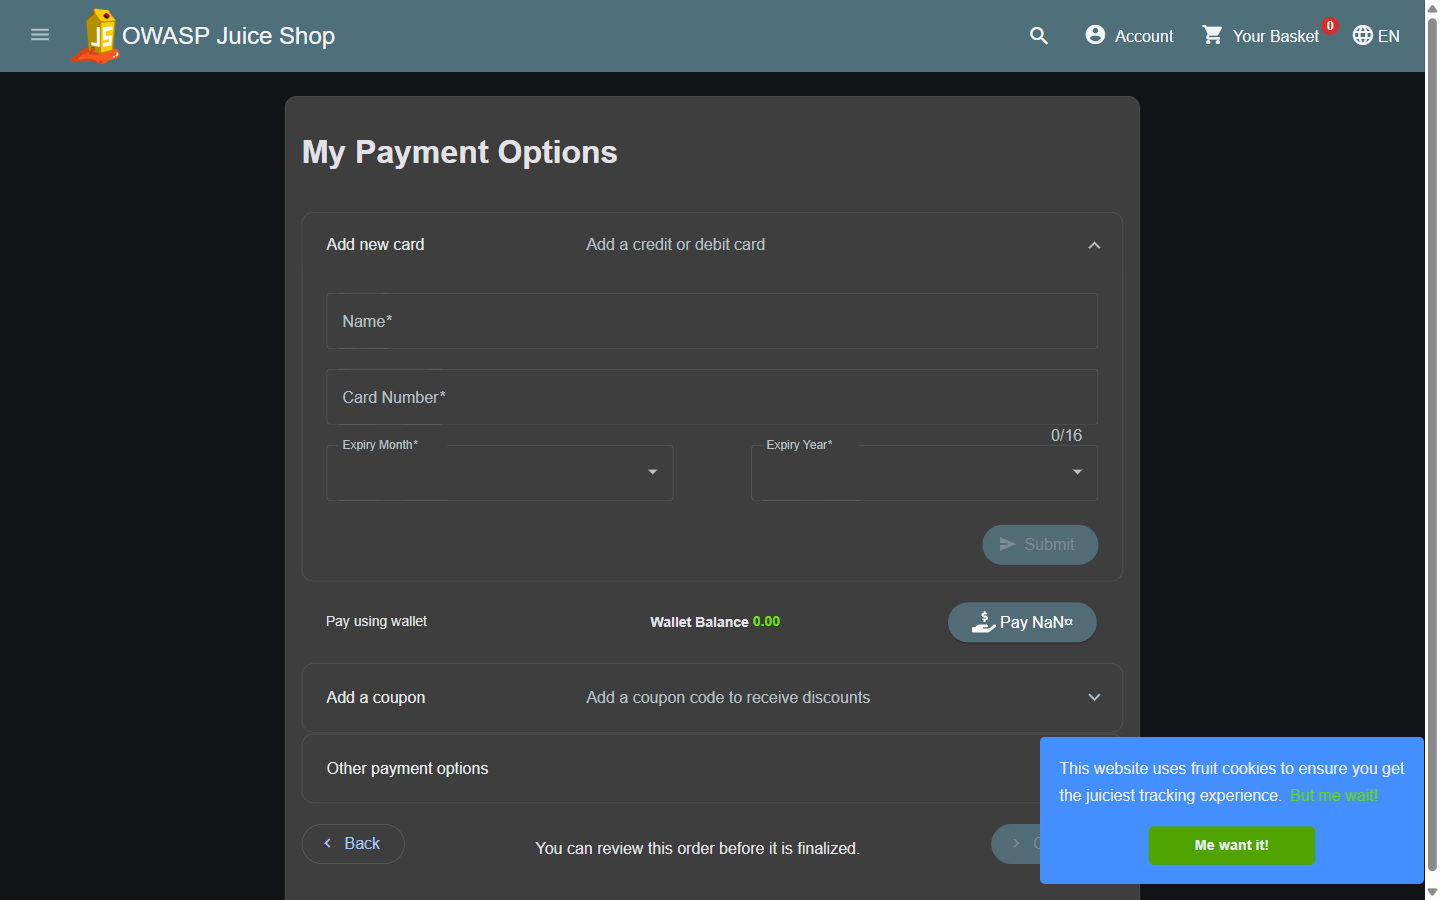 OWASP Juice Shop
Account
Your Basket
0
EN
My Payment Options
Add new card
Add a credit or debit card
Name*
Card Number*
0/16
Expiry Month*
Expiry Year*
Submit
Pay using wallet
Wallet Balance 0.00
Pay NaN¤
Add a coupon
Add a coupon code to receive discounts
Other payment options
This website uses fruit cookies to ensure you get
the juiciest tracking experience. But me wait!
Me want it!
Back
You can review this order before it is finalized.